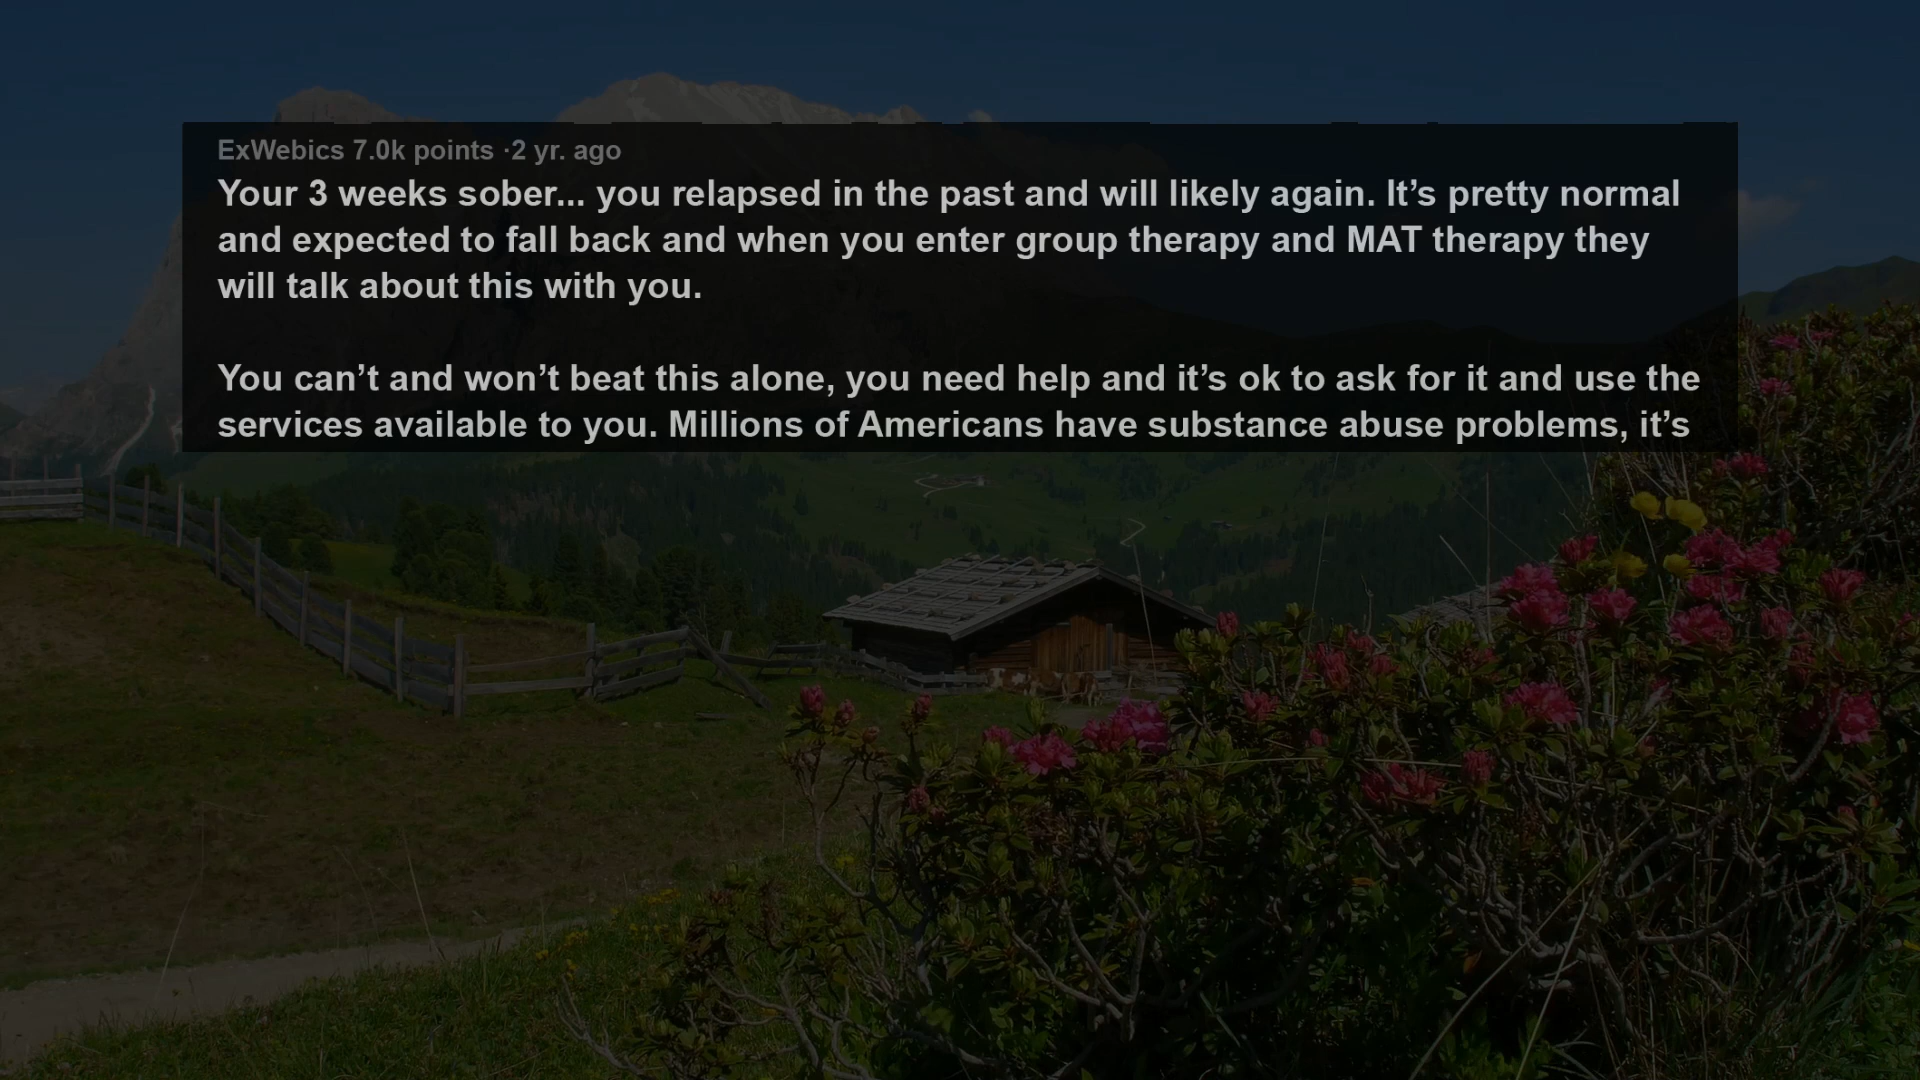 ExWebics 7.0k points ·2 yr. ago
Your 3 weeks sober... you relapsed in the past and will likely again. It’s pretty normal
and expected to fall back and when you enter group therapy and MAT therapy they
will talk about this with you.
You can’t and won’t beat this alone, you need help and it’s ok to ask for it and use the
services available to you. Millions of Americans have substance abuse problems, it’s